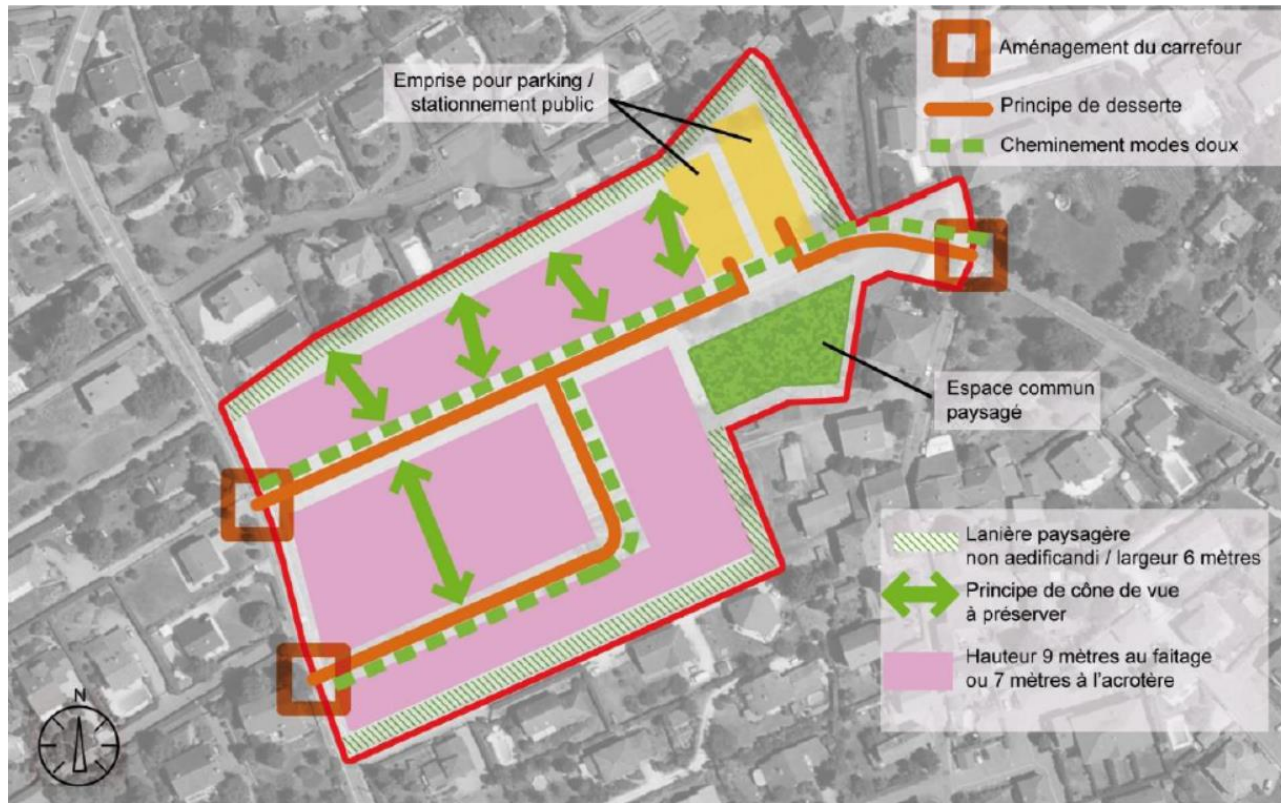 Aménagement du carrefour
Emprise pour parking /
stationnement public
Principe de desserte
Cheminement modes doux
Espace commun
paysagé
Lanière paysagère
non aedificandi / largeur 6 mètres
Principe de cône de vue
à préserver
Hauteur 9 mètres au faitage
ou 7 mètres à l'acrotère
N